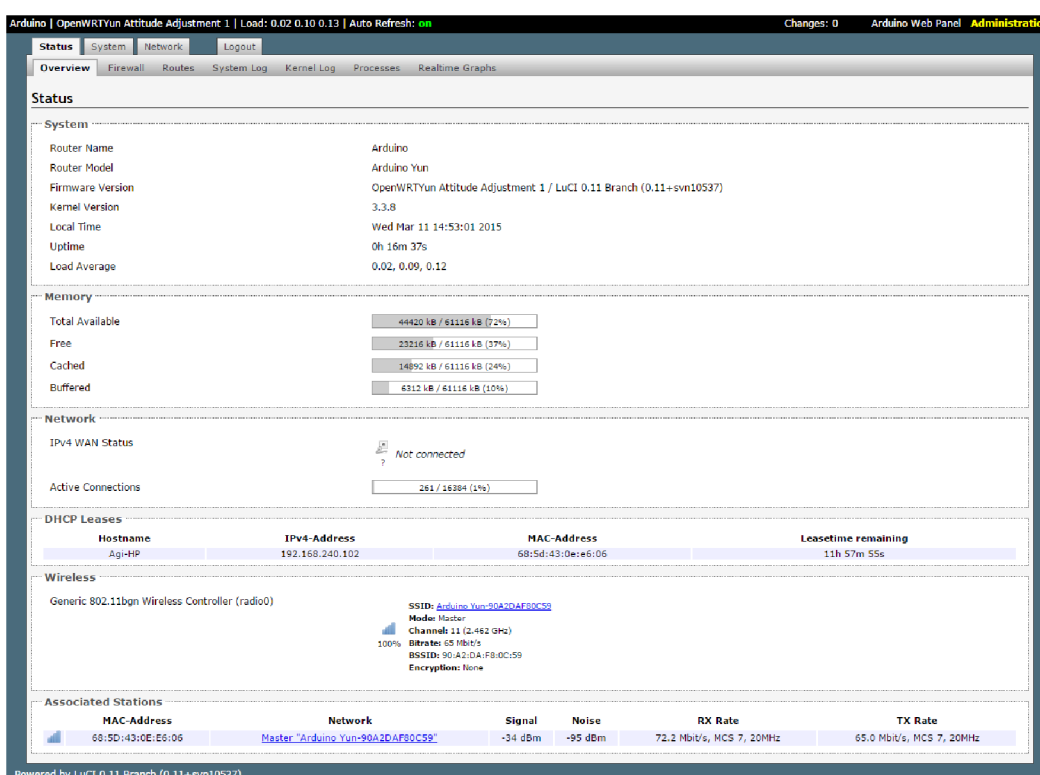 Arduino | OpenWRTYun Attitude Adjustment 1 | Load: 0.02 0.10 0.13 | Auto Refresh: on Changes: 0 Arduino Web Panel Administratio
Status System Network Logout
Overview Firewall Routes System Log Kernel Log Processes Realtime Graphs
Status
System
Router Name Arduino
Router Model Arduino Yun
Firmware Version OpenWRTYun Attitude Adjustment 1 / LuCI 0.11 Branch (0.11+svn10537)
Kernel Version 3.3.8
Local Time Wed Mar 11 14:53:01 2015
Uptime 0h 16m 37s
Load Average 0.02, 0.09, 0.12
Memory
Total Available 44420 kB / 61116 kB (72%)
Free 23216 kB / 61116 kB (37%)
Cached 14892 kB / 61116 kB (24%)
Buffered 6312 kB / 61116 kB (10%)
Network
IPv4 WAN Status ? Not connected
Active Connections 261 / 16384 (1%)
DHCP Leases
Hostname IPv4-Address MAC-Address Leasetime remaining
Agi-HP 192.168.240.102 68:5d:43:0e:e6:06 11h 57m 55s
Wireless
Generic 802.11bgn Wireless Controller (radio0)
SSID: Arduino Yun-90A2DAF80C59
Mode: Master
Channel: 11 (2.462 GHz)
100% Bitrate: 65 Mbit/s
BSSID: 90:A2:DA:F8:0C:59
Encryption: None
Associated Stations
MAC-Address Network Signal Noise RX Rate TX Rate
68:5D:43:0E:E6:06 Master "Arduino Yun-90A2DAF80C59" -34 dBm -95 dBm 72.2 Mbit/s, MCS 7, 20MHz 65.0 Mbit/s, MCS 7, 20MHz
Powered by LuCI 0.11 Branch (0.11+svn10537)